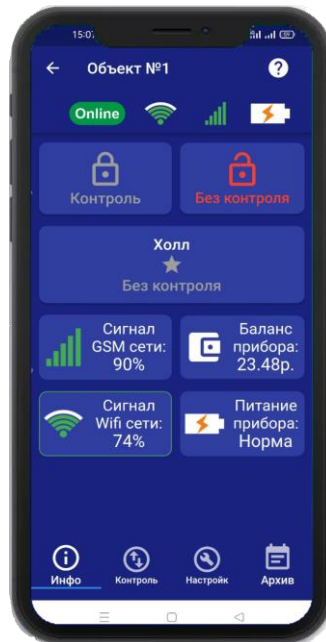 15:07
Объект №1
?
Online
Контроль
Без контроля
Холл
Без контроля
Сигнал
GSM сети:
90%
Баланс
прибора:
23.48р.
Сигнал
Wifi сети:
74%
Питание
прибора:
Норма
Инфо
Контроль
Настройк
Архив